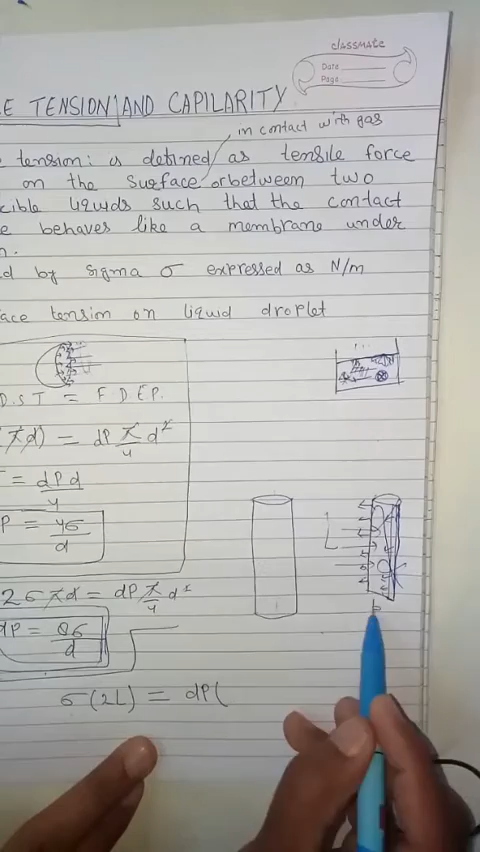 classmate
Date
Page
E TENSION AND CAPILARITY
in contact with gas
e tension: is defined as tensile force
on the surface or between two
cible liquids such that the contact
e behaves like a membrane under
n.
d by sigma σ expressed as N/m
ace tension on liquid droplet
D.S.T = F D.E.P.
(πd) = dP π/4 d²
= dPd/4
P = 4σ/d
2σπd = dP π/4 d²
dP = 8σ/d
σ(2L) = dP(
L